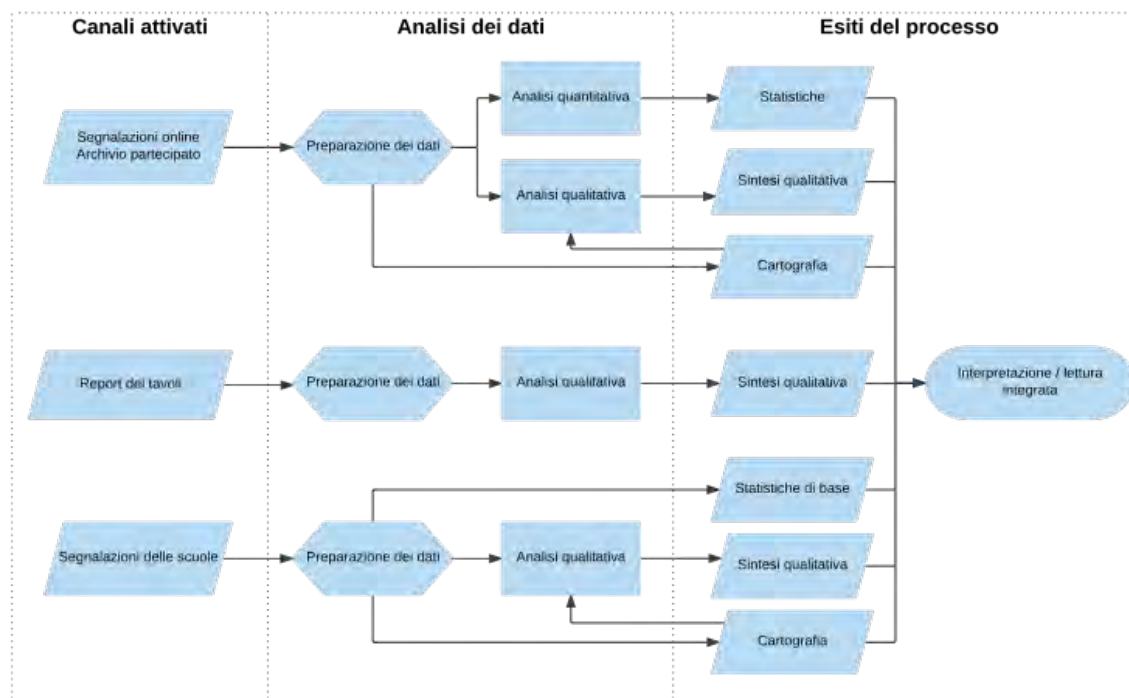 Canali attivati
Analisi dei dati
Esiti del processo
Segnalazioni online
Archivio partecipato
Preparazione dei dati
Analisi quantitativa
Statistiche
Analisi qualitativa
Sintesi qualitativa
Cartografia
Report dei tavoli
Preparazione dei dati
Analisi qualitativa
Sintesi qualitativa
Interpretazione / lettura
integrata
Statistiche di base
Segnalazioni delle scuole
Preparazione dei dati
Analisi qualitativa
Sintesi qualitativa
Cartografia